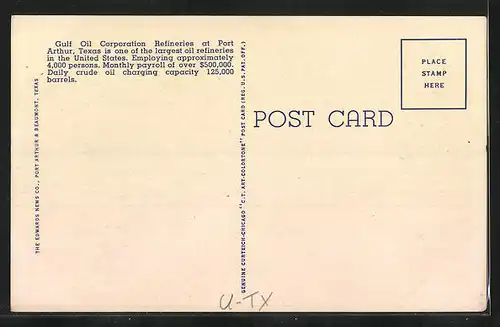 Gulf Oil Corporation Refineries at Port
Arthur, Texas is one of the largest oil refineries
in the United States. Employing approximately
4,000 persons. Monthly payroll of over $500,000.
Daily crude oil charging capacity 125,000
barrels.
THE EDWARDS NEWS CO., PORT ARTHUR & BEAUMONT, TEXAS
GENUINE CURTEICH-CHICAGO "C.T. ART-COLORTONE" POST CARD (REG. U.S. PAT. OFF.)
POST CARD
PLACE
STAMP
HERE
U-TX